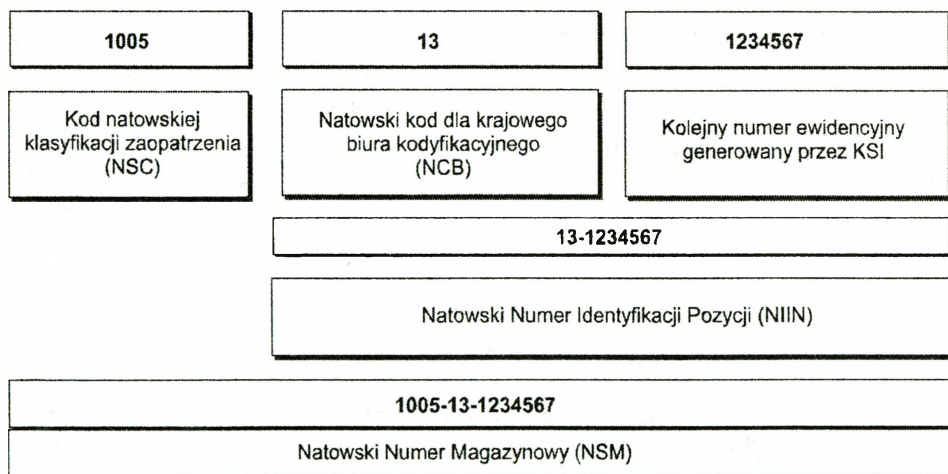 1005
13
1234567
Kod natowskiej
klasyfikacji zaopatrzenia
(NSC)
Natowski kod dla krajowego
biura kodyfikacyjnego
(NCB)
Kolejny numer ewidencyjny
generowany przez KSI
13-1234567
Natowski Numer Identyfikacji Pozycji (NIIN)
1005-13-1234567
Natowski Numer Magazynowy (NSM)